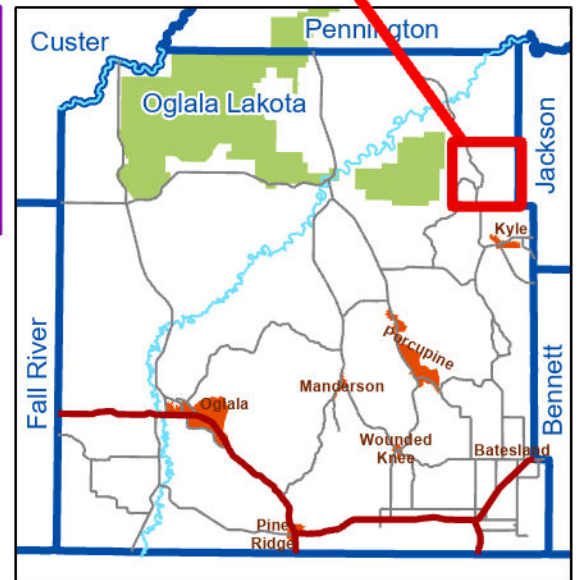 Custer
Pennington
Oglala Lakota
Jackson
Kyle
Porcupine
Fall River
Manderson
Oglala
Bennett
Wounded
Knee
Batesland
Pine
Ridge